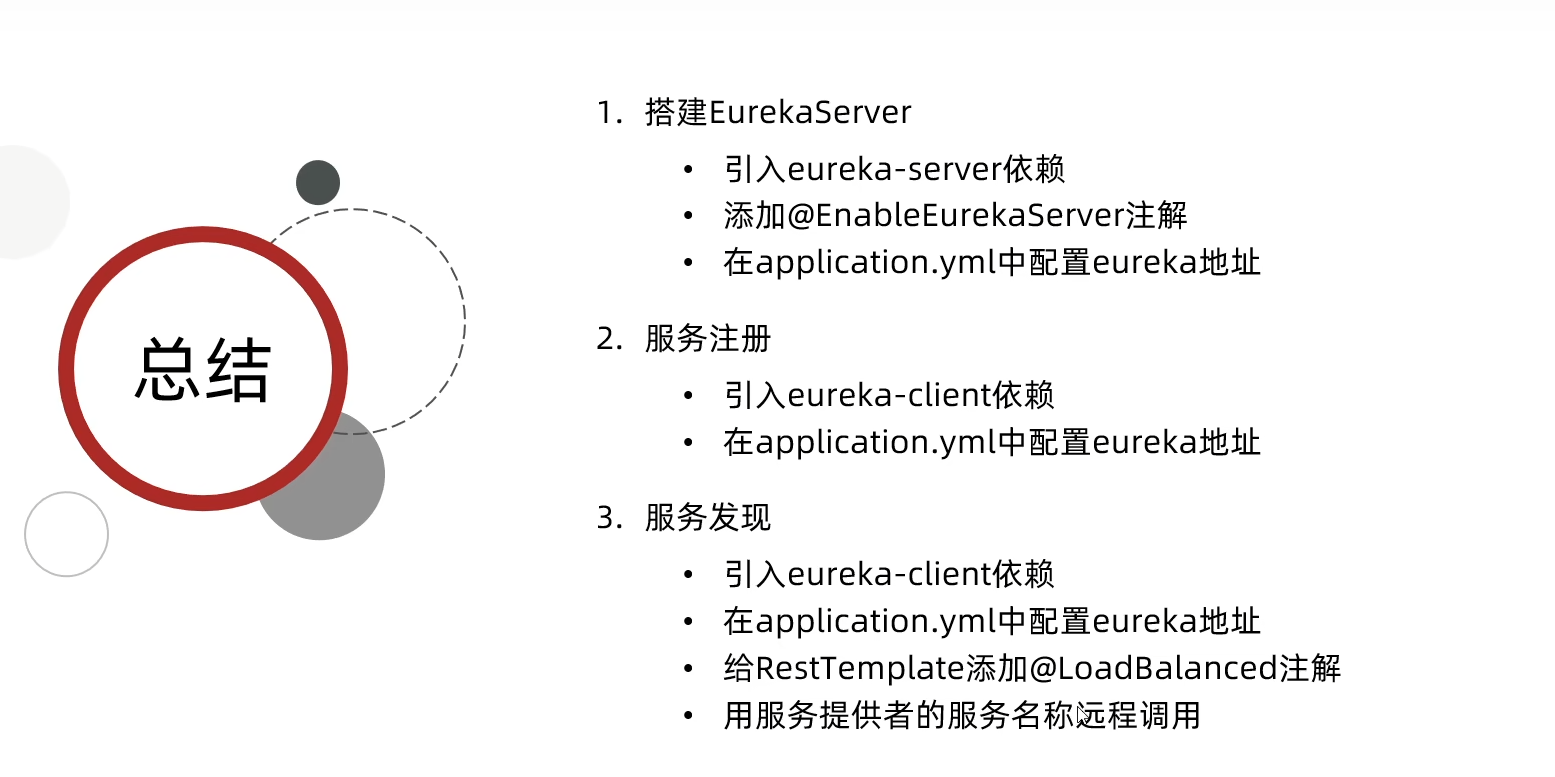 总结
1. 搭建EurekaServer
• 引入eureka-server依赖
• 添加@EnableEurekaServer注解
• 在application.yml中配置eureka地址
2. 服务注册
• 引入eureka-client依赖
• 在application.yml中配置eureka地址
3. 服务发现
• 引入eureka-client依赖
• 在application.yml中配置eureka地址
• 给RestTemplate添加@LoadBalanced注解
• 用服务提供者的服务名称远程调用